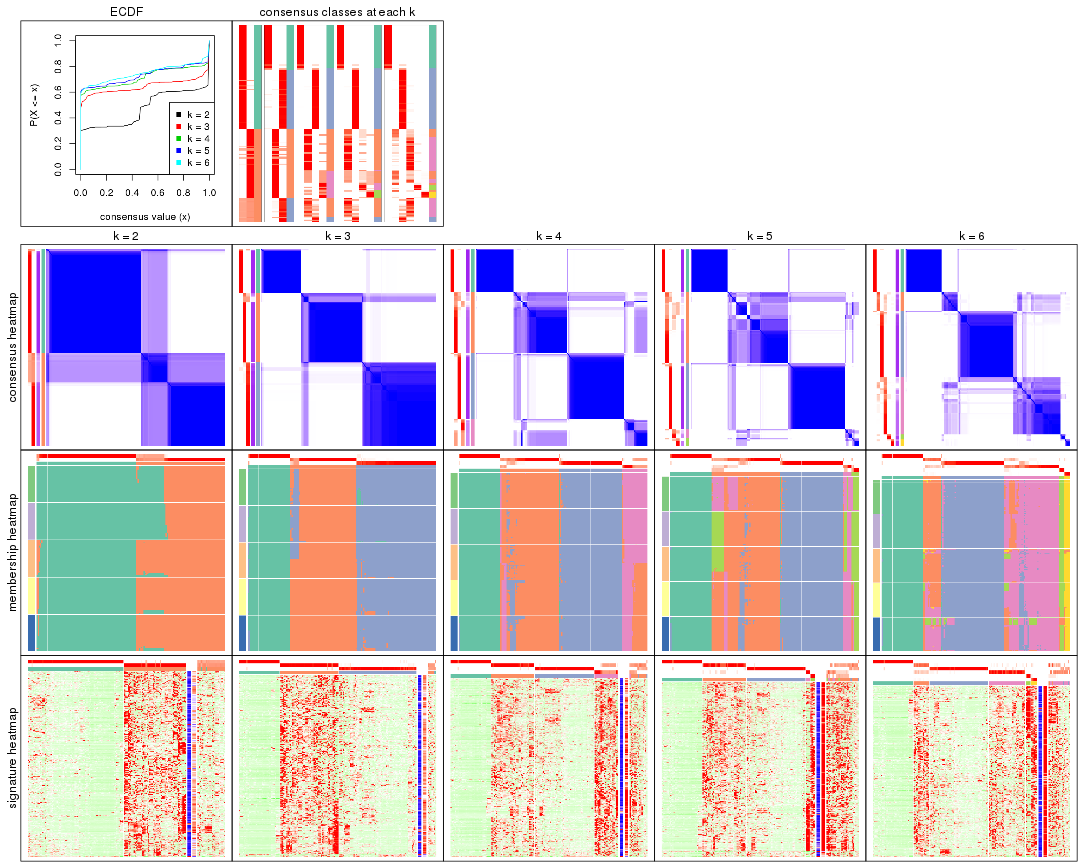 ECDF
consensus classes at each k
P(X <= x)
0.0
0.2
0.4
0.6
0.8
1.0
k = 2
k = 3
k = 4
k = 5
k = 6
0.0 0.2 0.4 0.6 0.8 1.0
consensus value (x)
k = 2
k = 3
k = 4
k = 5
k = 6
consensus heatmap
membership heatmap
signature heatmap